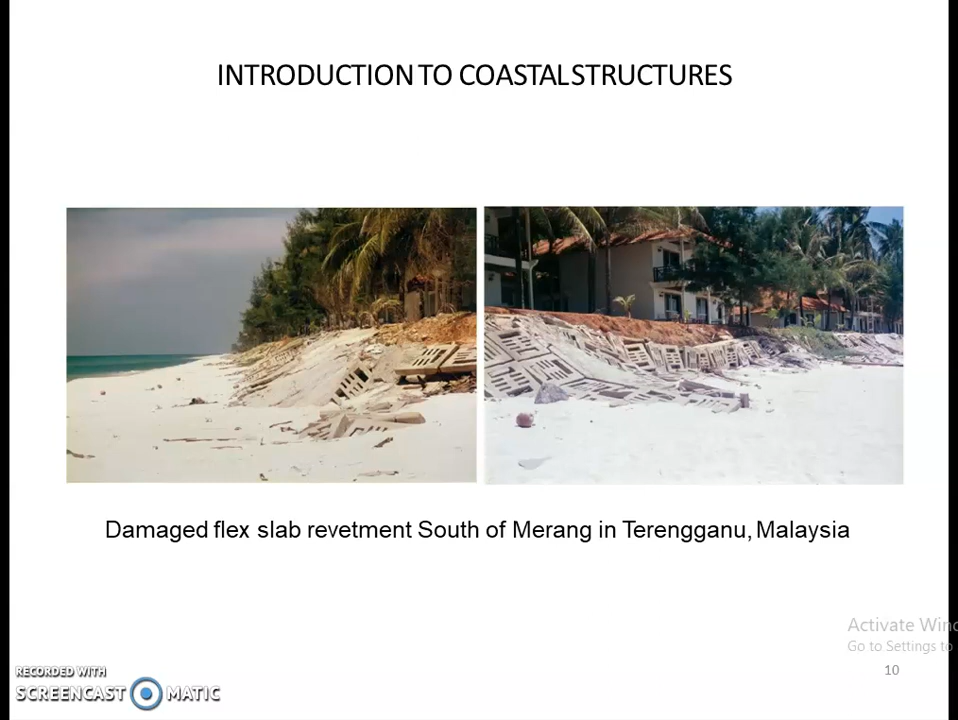 INTRODUCTION TO COASTAL STRUCTURES
Damaged flex slab revetment South of Merang in Terengganu, Malaysia
Activate Win
Go to Settings to
10
RECORDED WITH
SCREENCAST MATIC